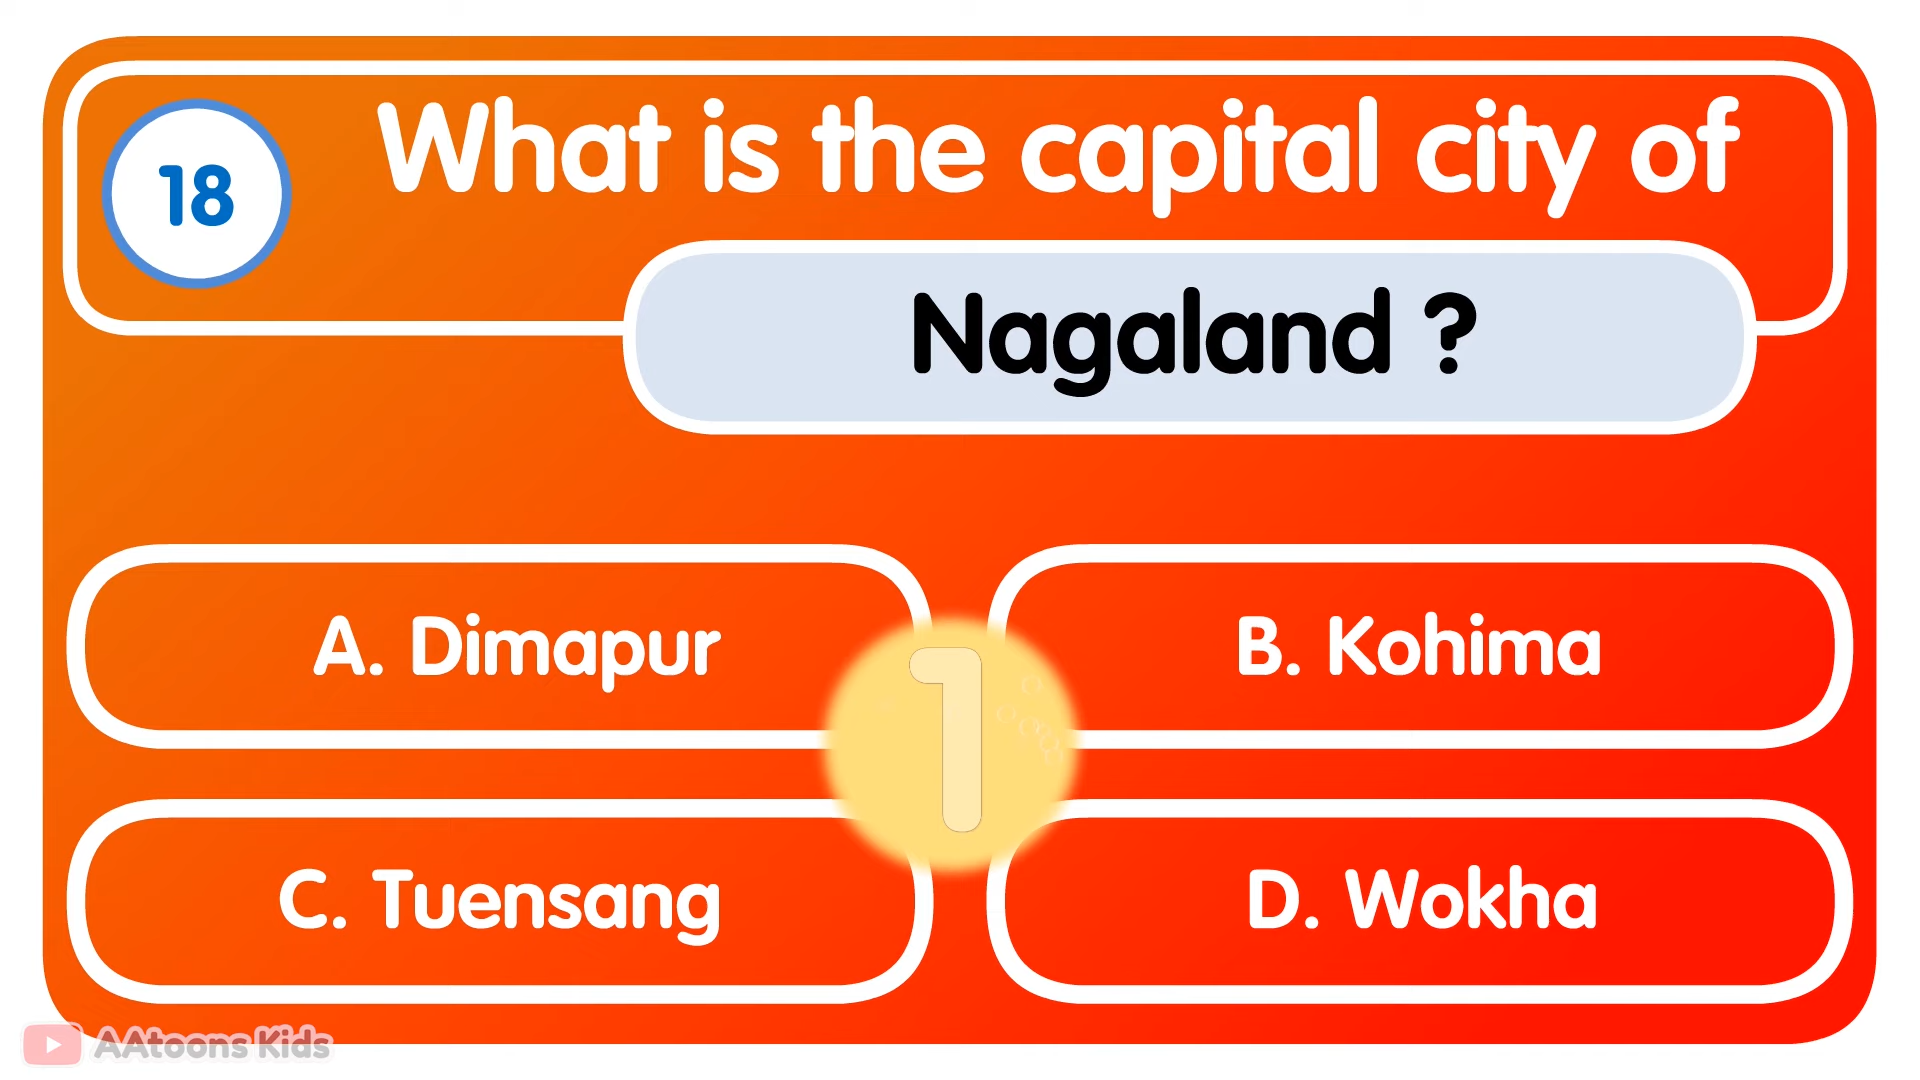 18
What is the capital city of
Nagaland ?
A. Dimapur
B. Kohima
1
C. Tuensang
D. Wokha
AAtoons Kids